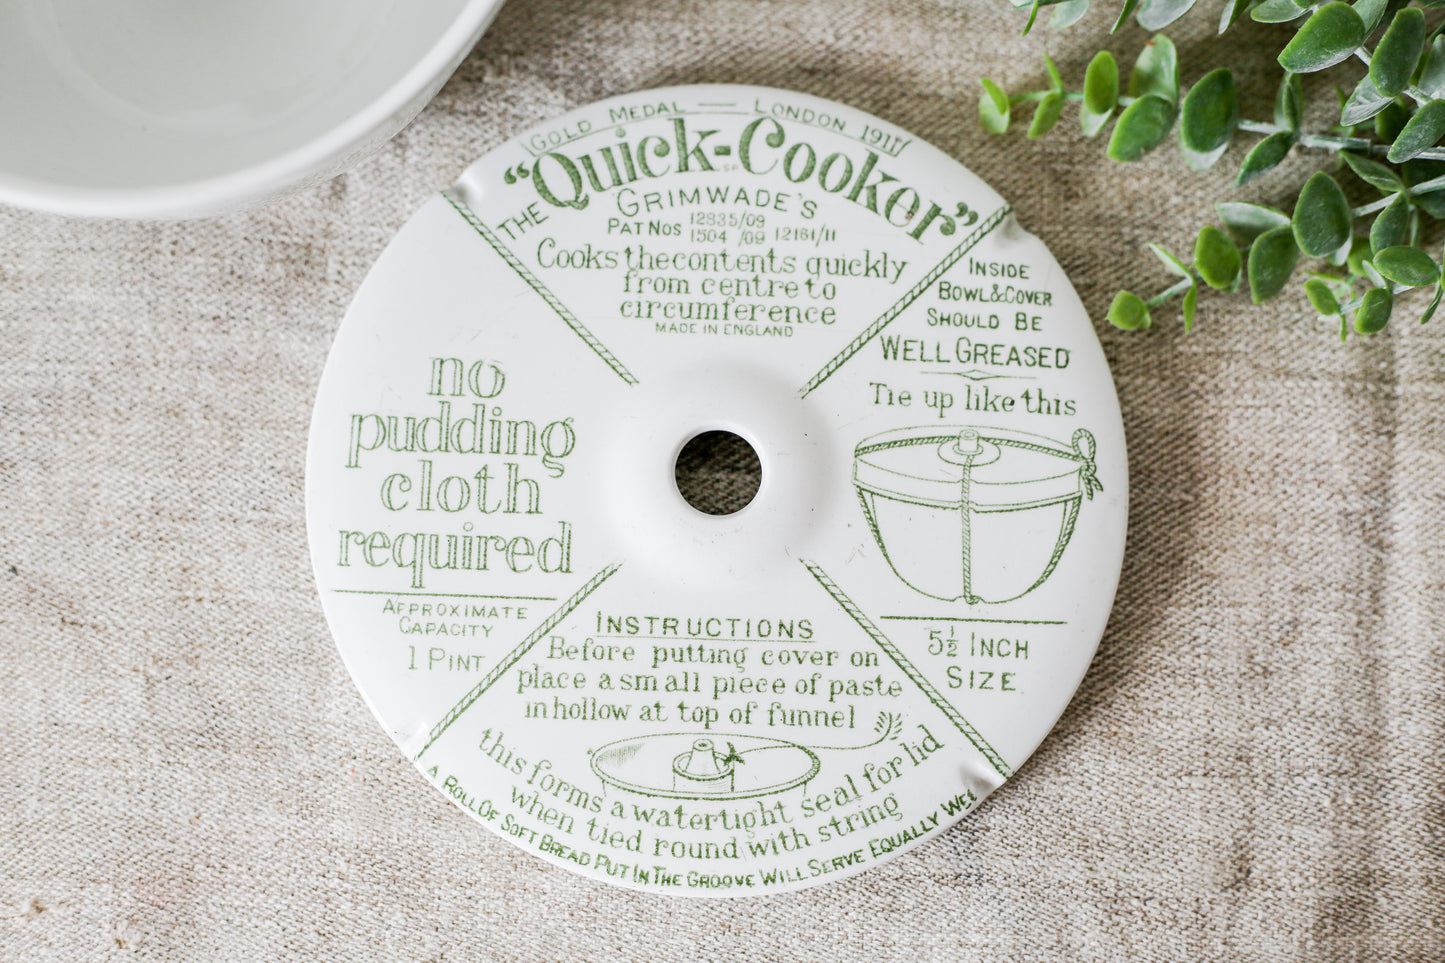 GOLD MEDAL — LONDON 1911
THE "Quick-Cooker"
GRIMWADE'S
PAT NOS 12835/09
1504/09 12161/11
Cooks the contents quickly
from centre to
circumference
MADE IN ENGLAND
INSIDE
BOWL & COVER
SHOULD BE
WELL GREASED
Tie up like this
5½ INCH
SIZE
no
pudding
cloth
required
APPROXIMATE
CAPACITY
1 PINT
INSTRUCTIONS
Before putting cover on
place a small piece of paste
in hollow at top of funnel
this forms a watertight seal for lid
when tied round with string
A ROLL OF SOFT BREAD PUT IN THE GROOVE WILL SERVE EQUALLY WELL